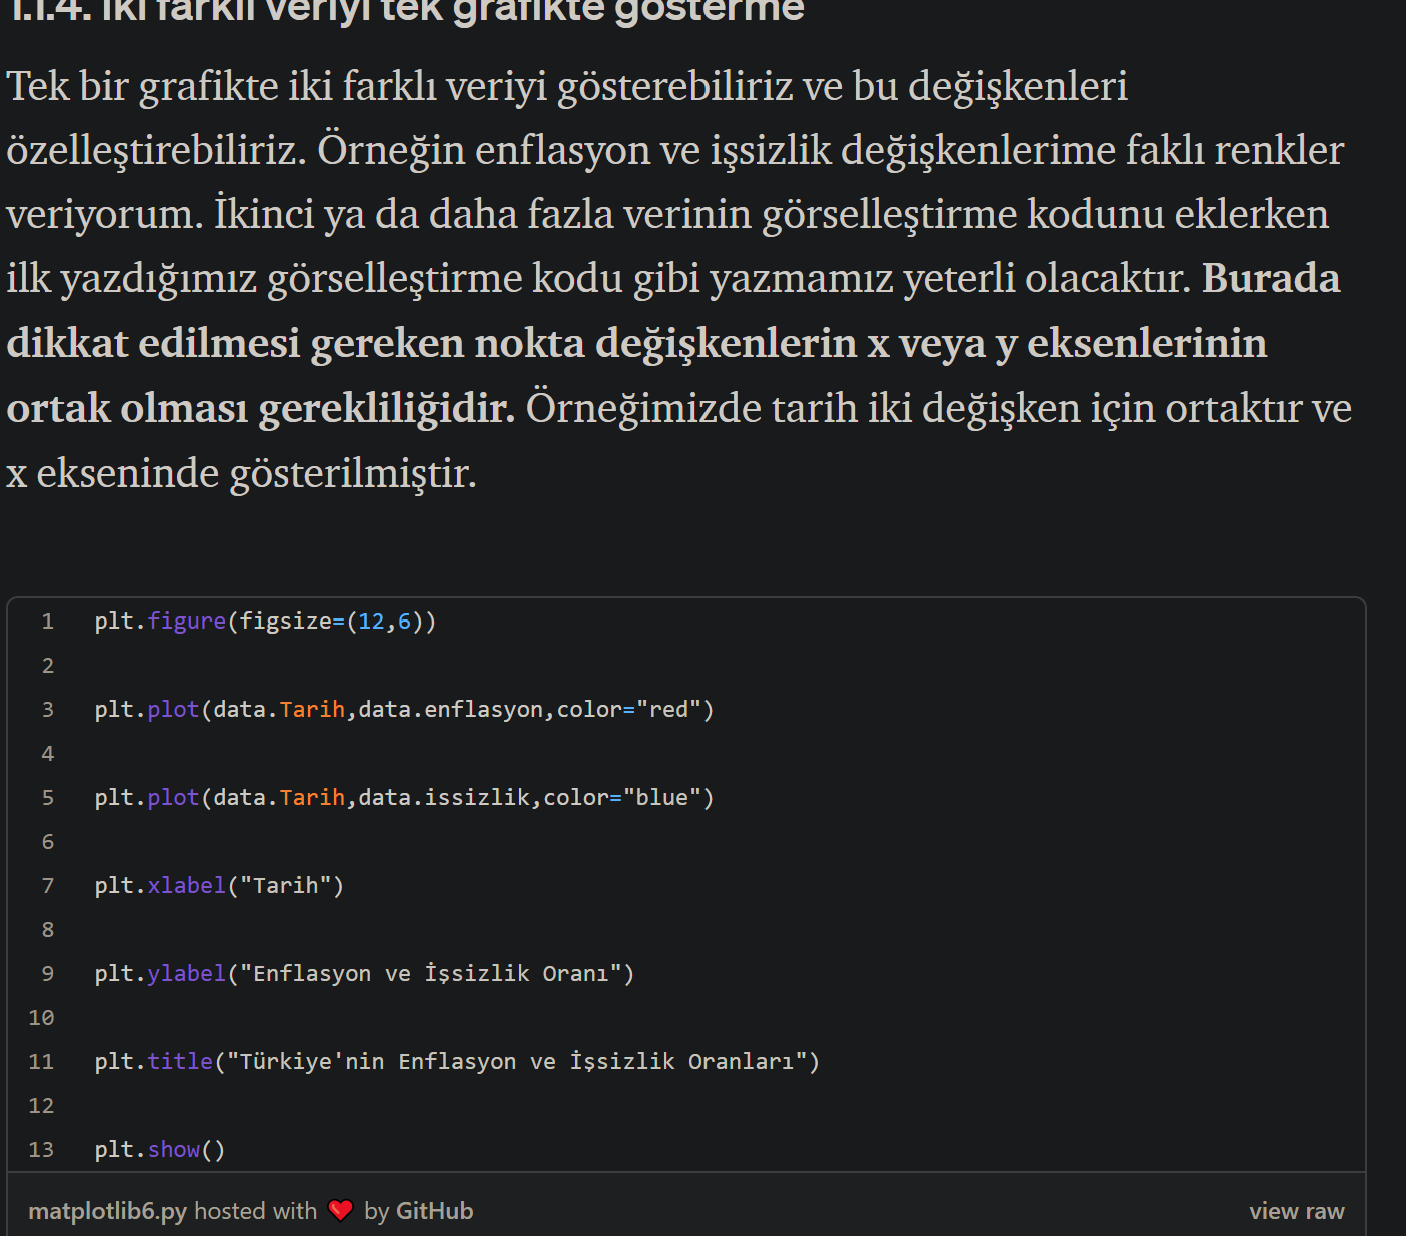 1.1.4. İki farklı veriyi tek grafikte gösterme
Tek bir grafikte iki farklı veriyi gösterebiliriz ve bu değişkenleri
özelleştirebiliriz. Örneğin enflasyon ve işsizlik değişkenlerime faklı renkler
veriyorum. İkinci ya da daha fazla verinin görselleştirme kodunu eklerken
ilk yazdığımız görselleştirme kodu gibi yazmamız yeterli olacaktır. Burada
dikkat edilmesi gereken nokta değişkenlerin x veya y eksenlerinin
ortak olması gerekliliğidir. Örneğimizde tarih iki değişken için ortaktır ve
x ekseninde gösterilmiştir.
1 plt.figure(figsize=(12,6))
2
3 plt.plot(data.Tarih,data.enflasyon,color="red")
4
5 plt.plot(data.Tarih,data.issizlik,color="blue")
6
7 plt.xlabel("Tarih")
8
9 plt.ylabel("Enflasyon ve İşsizlik Oranı")
10
11 plt.title("Türkiye'nin Enflasyon ve İşsizlik Oranları")
12
13 plt.show()
matplotlib6.py hosted with ❤ by GitHub view raw